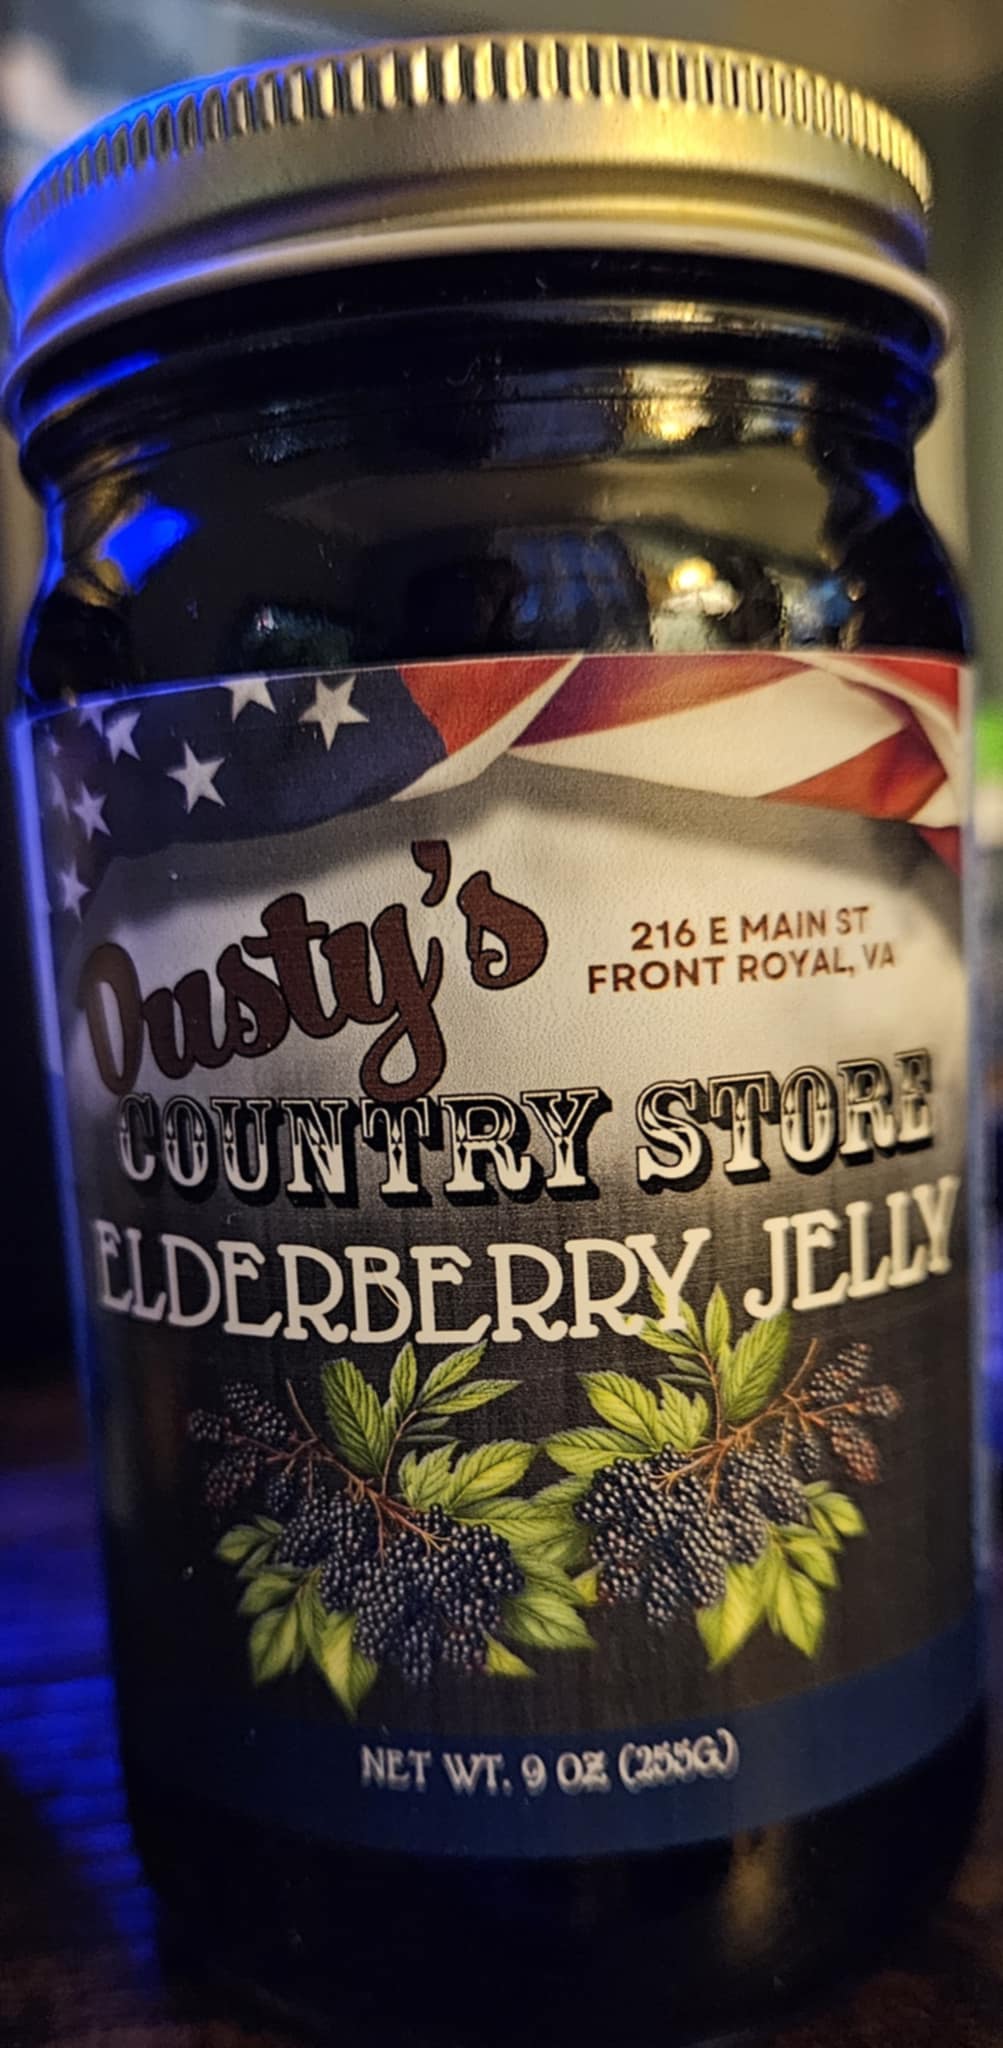 Dusty's
216 E MAIN ST
FRONT ROYAL, VA
COUNTRY STORE
ELDERBERRY JELLY
NET WT. 9 OZ (255G)